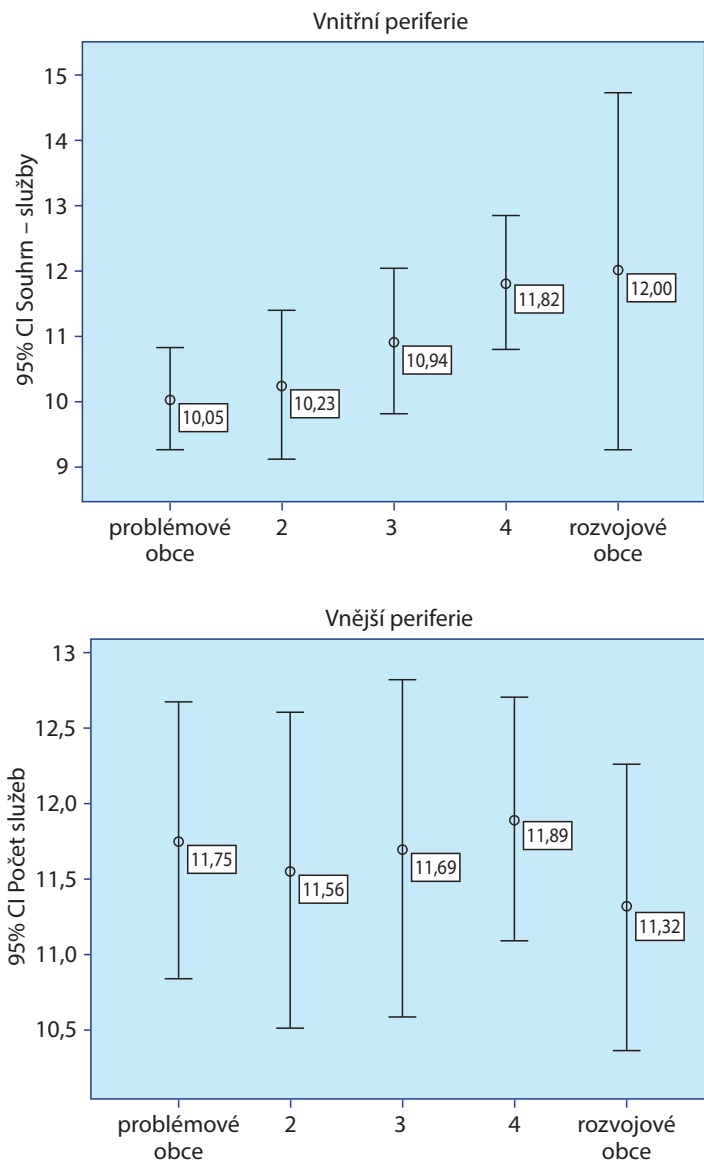 Vnitřní periferie
95% CI Souhrn – služby
15
14
13
12
11
10
9
10,05
10,23
10,94
11,82
12,00
problémové
obce
2
3
4
rozvojové
obce
Vnější periferie
95% CI Počet služeb
13
12,5
12,0
11,5
11,0
10,5
11,75
11,56
11,69
11,89
11,32
problémové
obce
2
3
4
rozvojové
obce